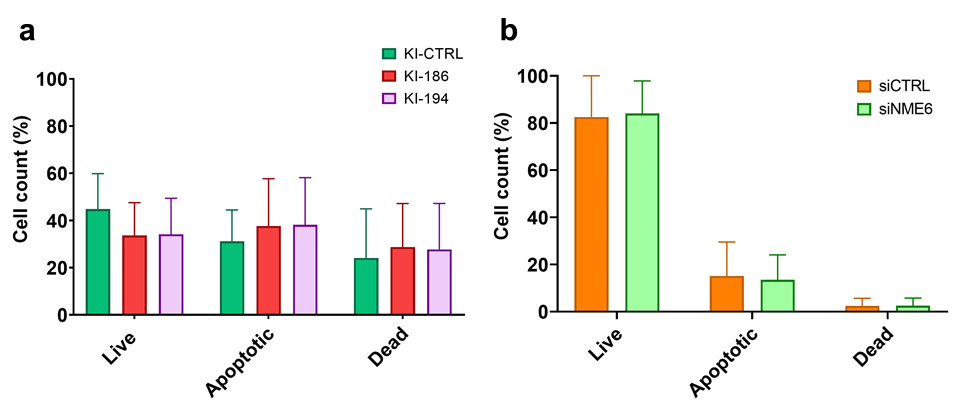 a
KI-CTRL
KI-186
KI-194
Cell count (%)
100
80
60
40
20
0
Live
Apoptotic
Dead
b
siCTRL
siNME6
Cell count (%)
100
80
60
40
20
0
Live
Apoptotic
Dead